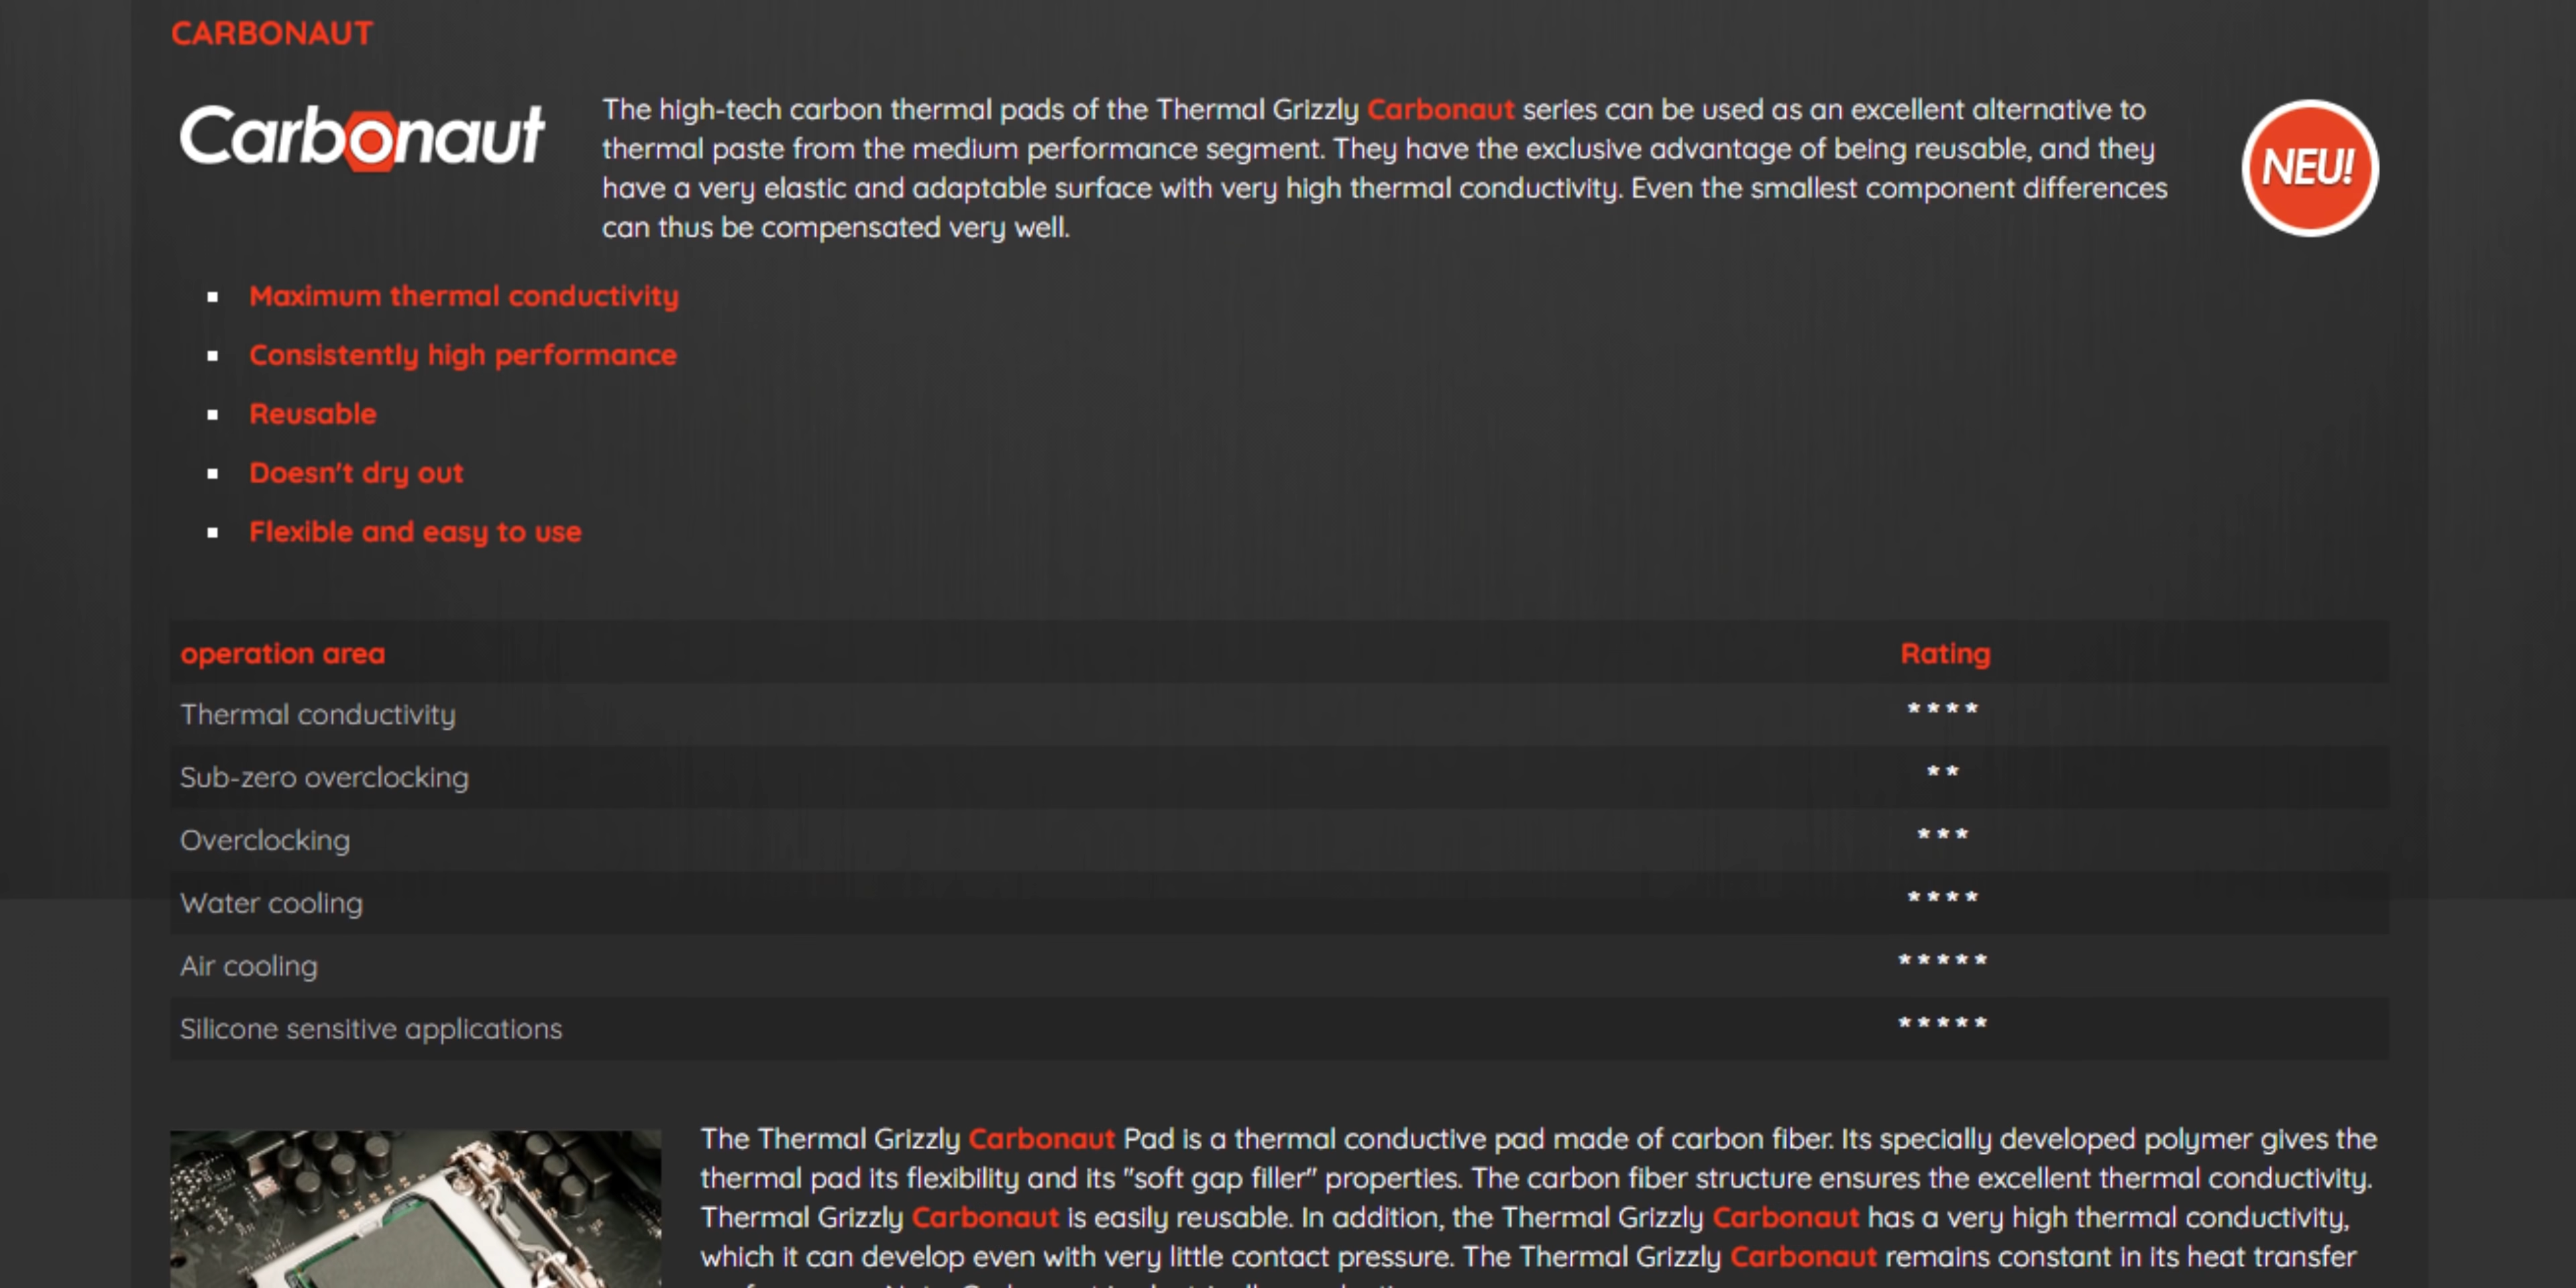 CARBONAUT
Carbonaut
The high-tech carbon thermal pads of the Thermal Grizzly Carbonaut series can be used as an excellent alternative to
thermal paste from the medium performance segment. They have the exclusive advantage of being reusable, and they
have a very elastic and adaptable surface with very high thermal conductivity. Even the smallest component differences
can thus be compensated very well.
NEU!
▪ Maximum thermal conductivity
▪ Consistently high performance
▪ Reusable
▪ Doesn't dry out
▪ Flexible and easy to use
operation area Rating
Thermal conductivity ****
Sub-zero overclocking **
Overclocking ***
Water cooling ****
Air cooling *****
Silicone sensitive applications *****
The Thermal Grizzly Carbonaut Pad is a thermal conductive pad made of carbon fiber. Its specially developed polymer gives the
thermal pad its flexibility and its "soft gap filler" properties. The carbon fiber structure ensures the excellent thermal conductivity.
Thermal Grizzly Carbonaut is easily reusable. In addition, the Thermal Grizzly Carbonaut has a very high thermal conductivity,
which it can develop even with very little contact pressure. The Thermal Grizzly Carbonaut remains constant in its heat transfer